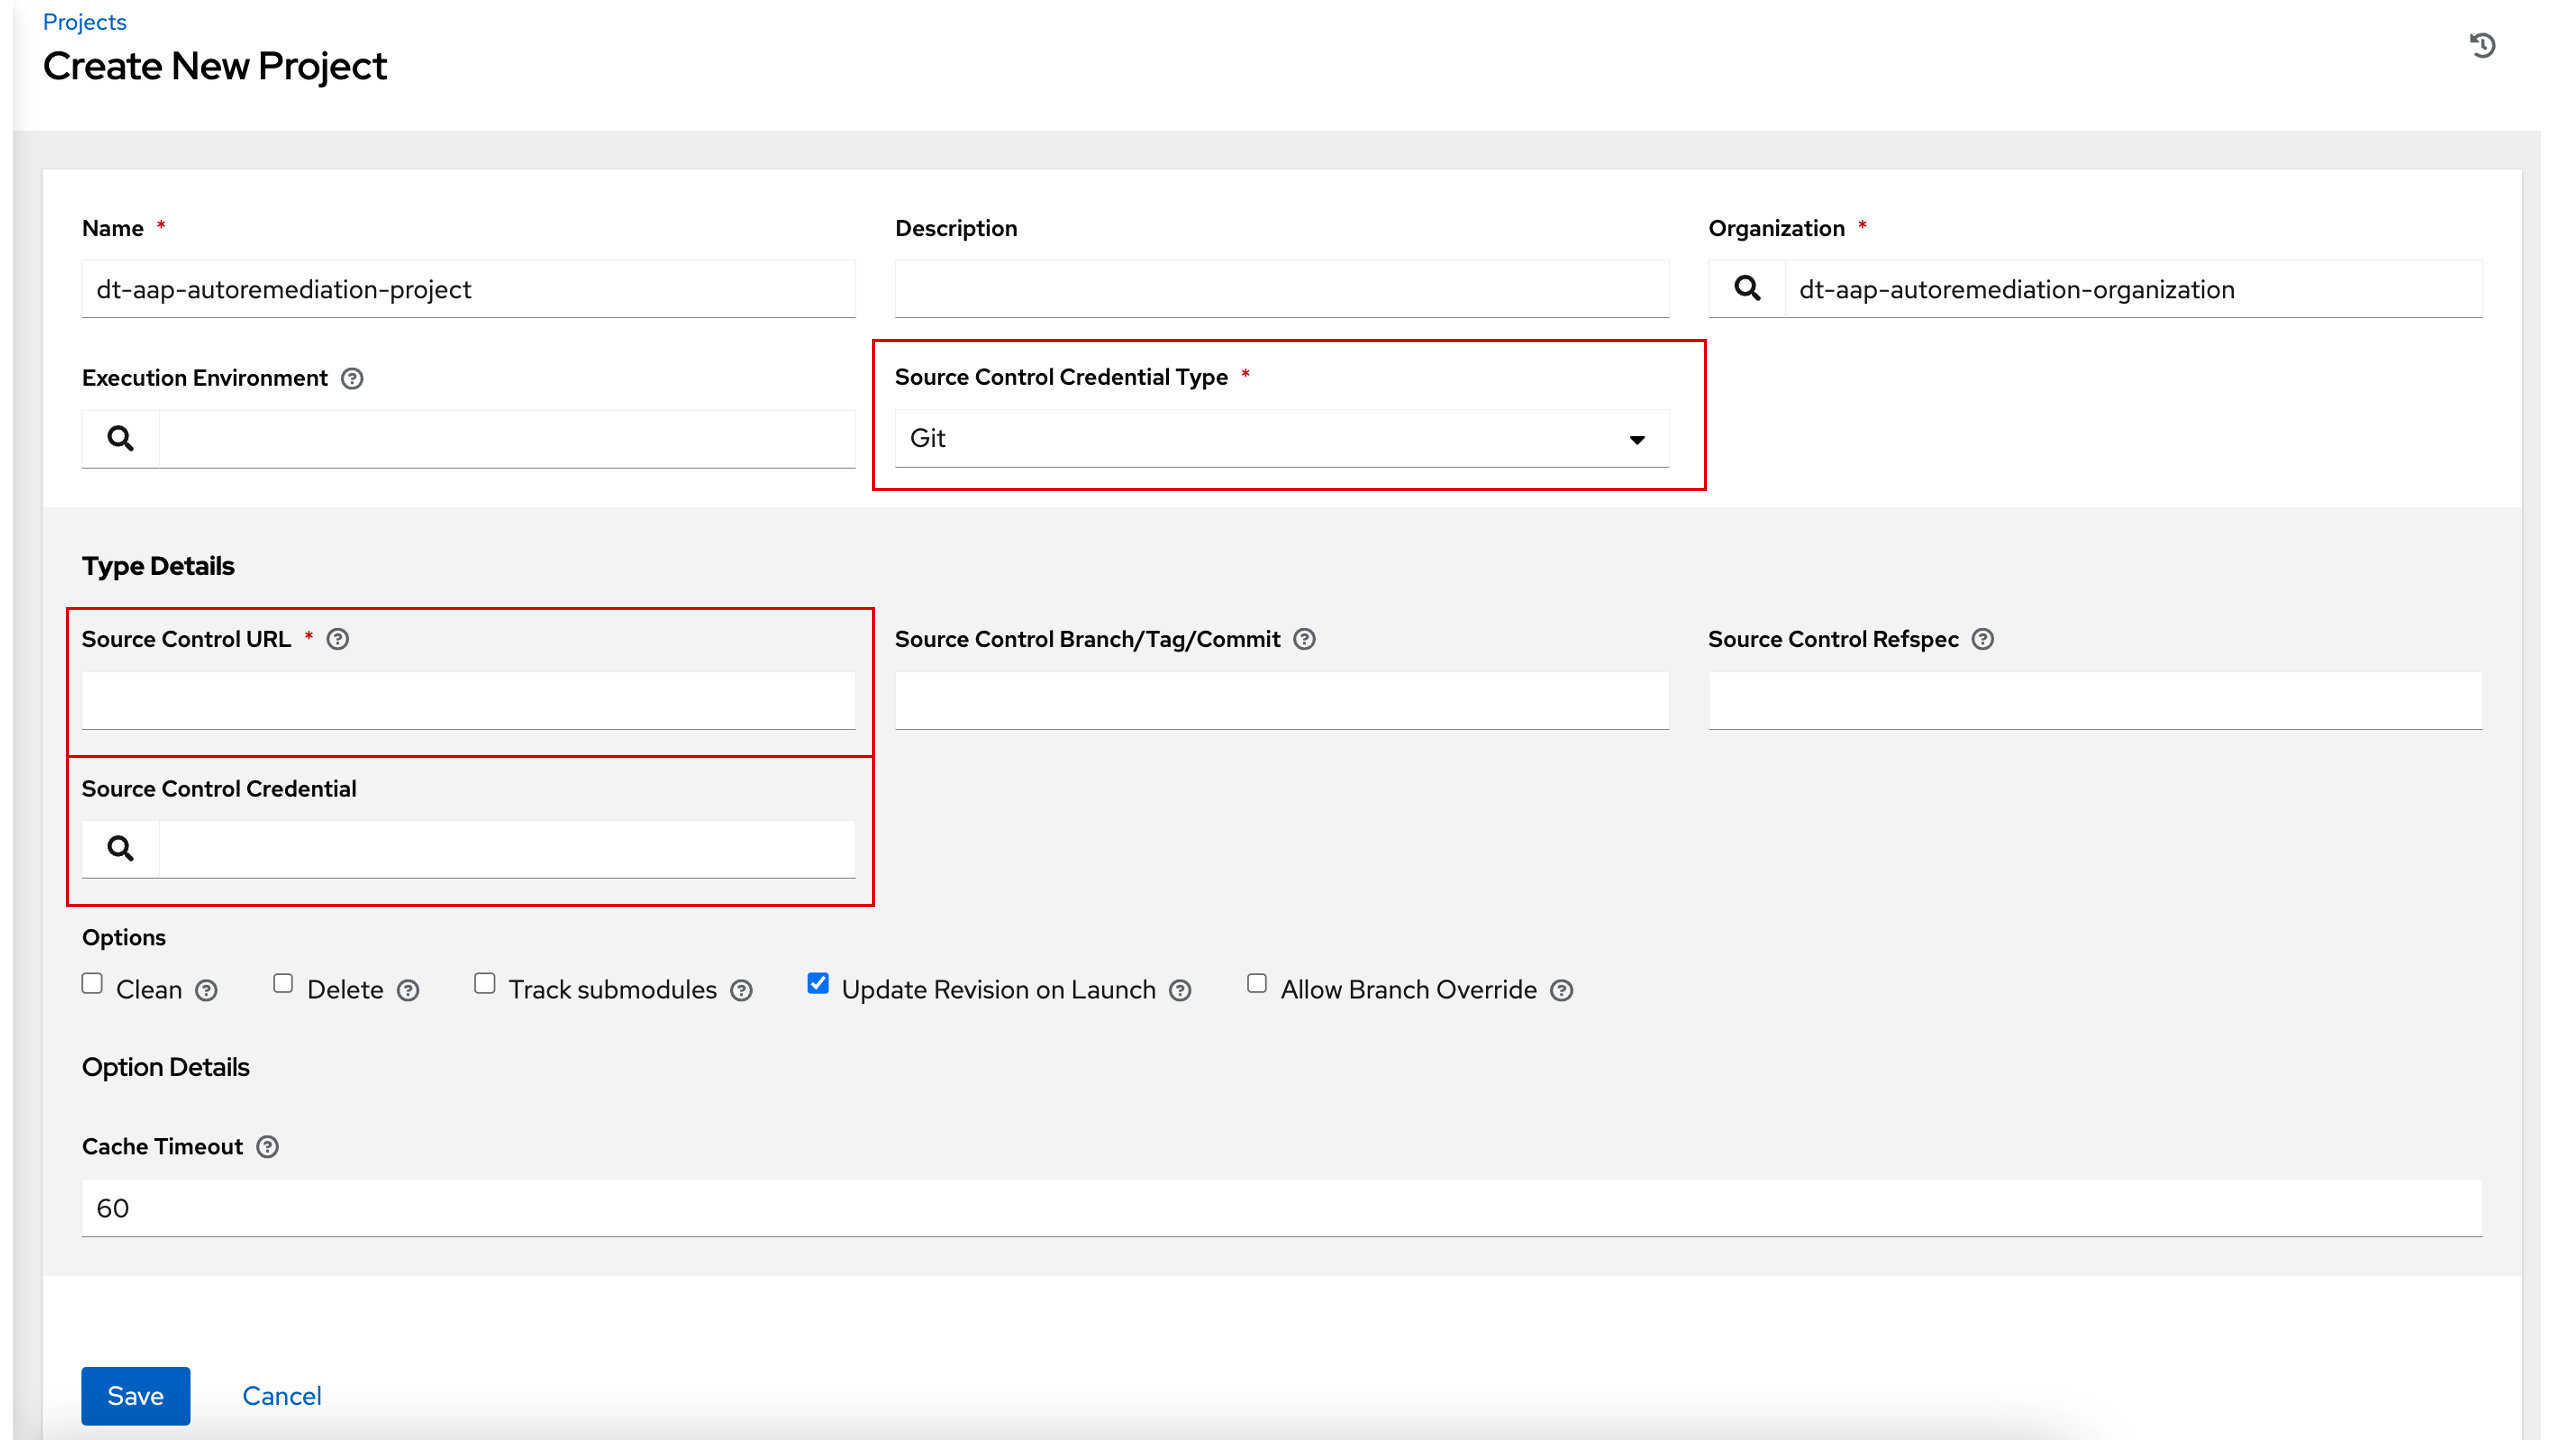 Projects
Create New Project
Name * Description Organization *
dt-aap-autoremediation-project dt-aap-autoremediation-organization
Execution Environment Source Control Credential Type *
Git
Type Details
Source Control URL * Source Control Branch/Tag/Commit Source Control Refspec
Source Control Credential
Options
Clean Delete Track submodules Update Revision on Launch Allow Branch Override
Option Details
Cache Timeout
60
Save Cancel